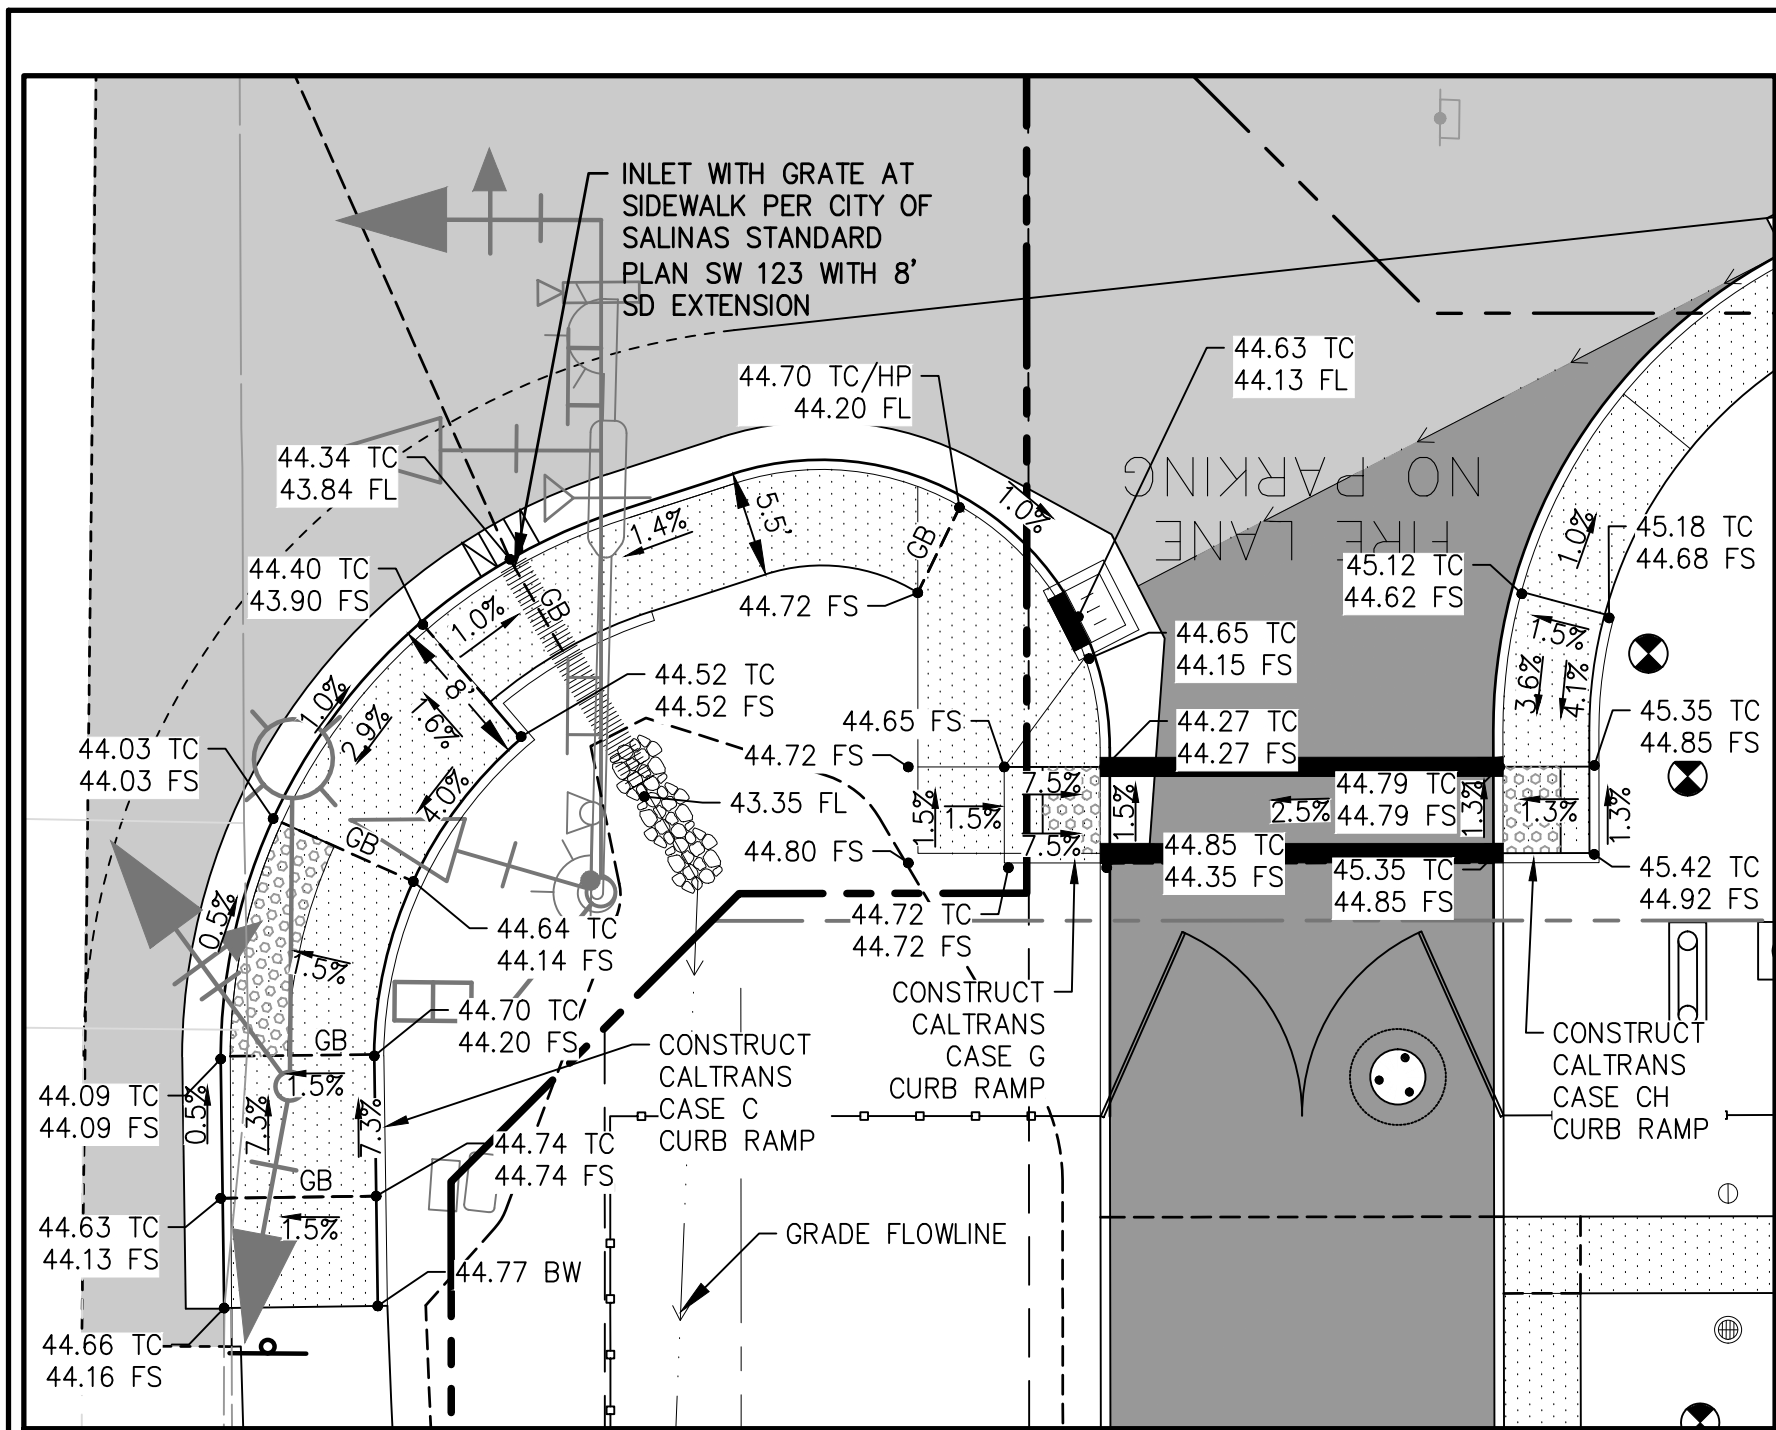 INLET WITH GRATE AT
SIDEWALK PER CITY OF
SALINAS STANDARD
PLAN SW 123 WITH 8'
SD EXTENSION
44.63 TC
44.13 FL
44.70 TC/HP
44.20 FL
44.34 TC
43.84 FL
NO PARKING
FIRE LANE
1.0%
5.5'
1.4%
GB
1.0%
45.18 TC
44.68 FS
45.12 TC
44.62 FS
44.40 TC
43.90 FS
1.0%
GB
44.72 FS
44.65 TC
44.15 FS
1.5%
3.6%
4.1%
8'
1.0%
2.9%
1.6%
44.52 TC
44.52 FS
44.65 FS
44.27 TC
44.27 FS
45.35 TC
44.85 FS
44.03 TC
44.03 FS
44.72 FS
7.5%
44.79 TC
44.79 FS
4.0%
43.35 FL
1.5%
1.5%
1.5%
2.5%
1.3%
1.3%
1.3%
GB
44.80 FS
7.5%
44.85 TC
44.35 FS
45.35 TC
44.85 FS
45.42 TC
44.92 FS
0.5%
44.64 TC
44.14 FS
44.72 TC
44.72 FS
1.5%
44.70 TC
44.20 FS
CONSTRUCT
CALTRANS
CASE G
CURB RAMP
GB
CONSTRUCT
CALTRANS
CASE C
CURB RAMP
CONSTRUCT
CALTRANS
CASE CH
CURB RAMP
44.09 TC
44.09 FS
0.5%
1.5%
7.3%
7.3%
44.74 TC
44.74 FS
GB
44.63 TC
44.13 FS
1.5%
GRADE FLOWLINE
44.77 BW
44.66 TC
44.16 FS